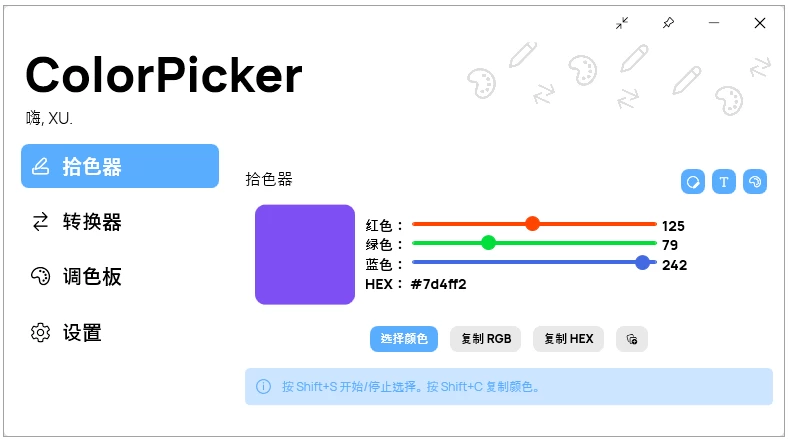 ColorPicker
嗨, XU.
拾色器
转换器
调色板
设置
拾色器
T
红色： 125
绿色： 79
蓝色： 242
HEX： #7d4ff2
选择颜色 复制 RGB 复制 HEX
按 Shift+S 开始/停止选择。按 Shift+C 复制颜色。